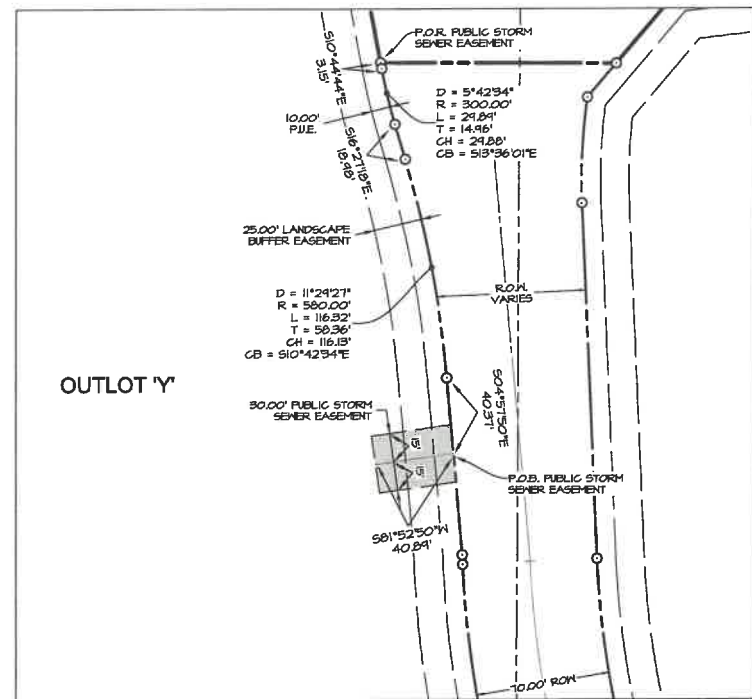 P.O.R. PUBLIC STORM
SEWER EASEMENT
S10°44'44"E
3.15'
D = 5°42'34"
R = 300.00'
L = 29.89'
T = 14.96'
CH = 29.88'
CB = S13°36'01"E
10.00'
P.U.E.
S16°27'18"E
18.98'
25.00' LANDSCAPE
BUFFER EASEMENT
R.O.W.
VARIES
D = 11°29'27"
R = 580.00'
L = 116.32'
T = 58.36'
CH = 116.13'
CB = S10°42'34"E
OUTLOT 'Y'
S04°57'50"E
40.37'
30.00' PUBLIC STORM
SEWER EASEMENT
15'
15'
P.O.B. PUBLIC STORM
SEWER EASEMENT
S81°52'50"W
40.89'
70.00' ROW